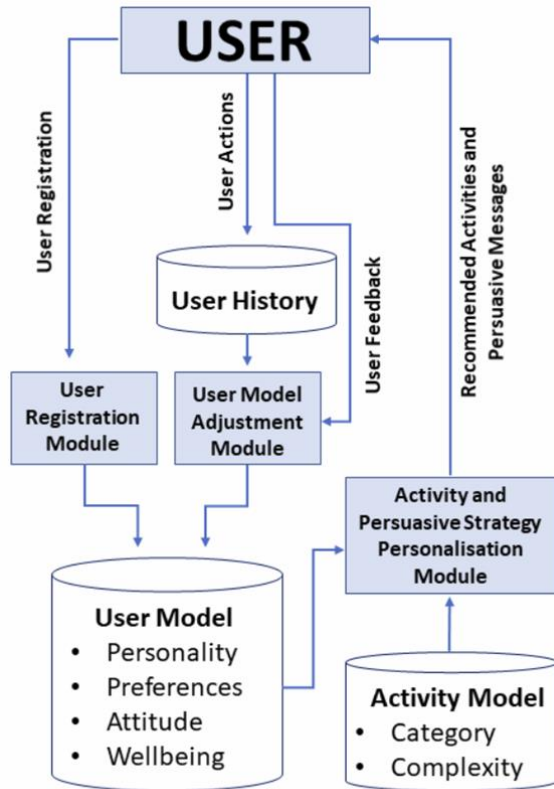 USER
User Registration
User Actions
User Feedback
Recommended Activities and
Persuasive Messages
User History
User
Registration
Module
User Model
Adjustment
Module
Activity and
Persuasive Strategy
Personalisation
Module
User Model
• Personality
• Preferences
• Attitude
• Wellbeing
Activity Model
• Category
• Complexity